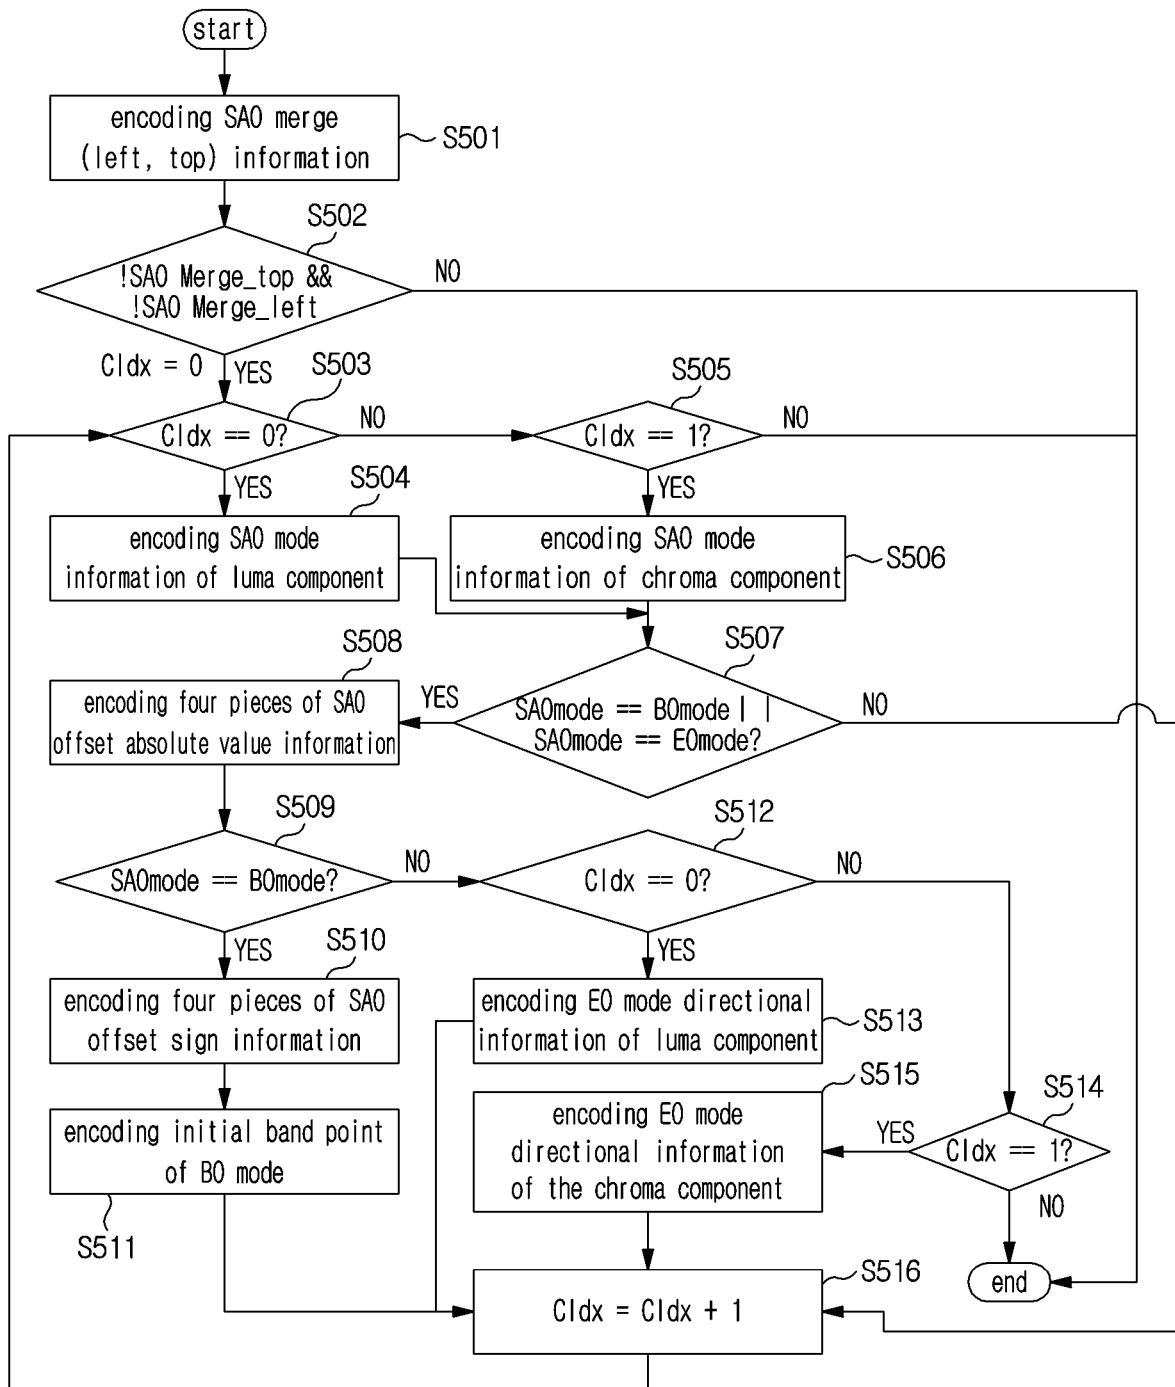 start
encoding SAO merge
(left, top) information
S501
S502
!SAO Merge_top &&
!SAO Merge_left
NO
CIdx = 0
YES
S503
CIdx == 0?
NO
S505
CIdx == 1?
NO
YES
S504
encoding SAO mode
information of luma component
YES
encoding SAO mode
information of chroma component
S506
S507
SAOmode == BOmode ||
SAOmode == EOmode?
YES
NO
S508
encoding four pieces of SAO
offset absolute value information
S509
SAOmode == BOmode?
NO
S512
CIdx == 0?
NO
YES
S510
encoding four pieces of SAO
offset sign information
YES
encoding EO mode directional
information of luma component
S513
encoding initial band point
of BO mode
S511
S515
encoding EO mode
directional information
of the chroma component
S514
CIdx == 1?
YES
NO
end
S516
CIdx = CIdx + 1